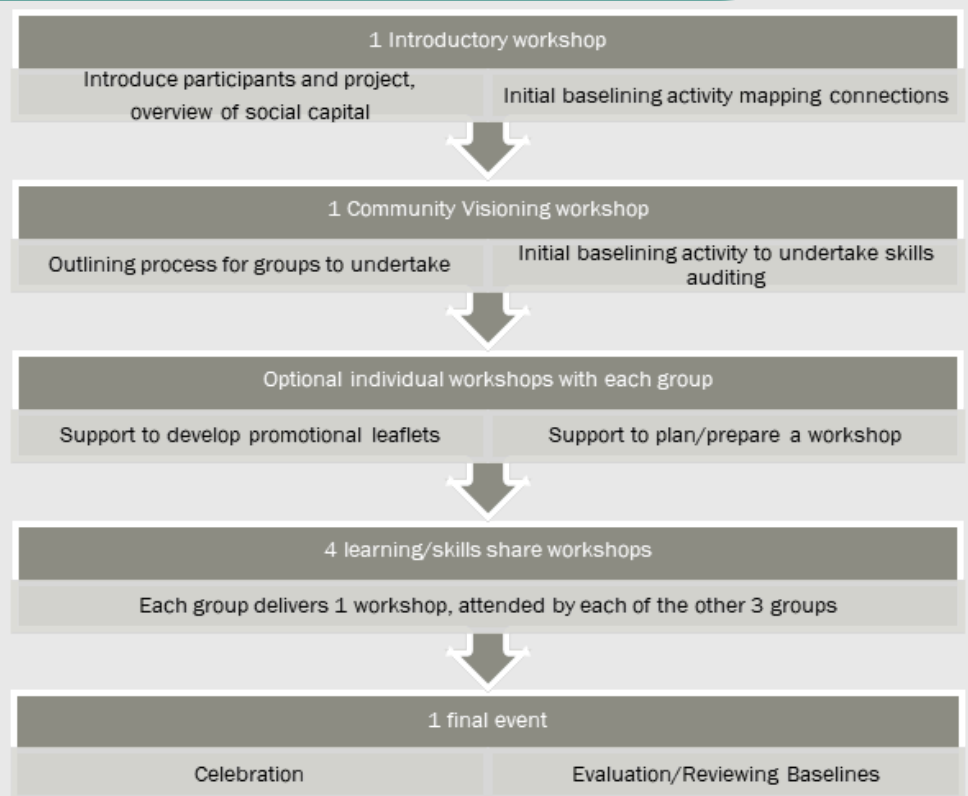 1 Introductory workshop
Introduce participants and project,
overview of social capital
Initial baselining activity mapping connections
1 Community Visioning workshop
Outlining process for groups to undertake
Initial baselining activity to undertake skills
auditing
Optional individual workshops with each group
Support to develop promotional leaflets
Support to plan/prepare a workshop
4 learning/skills share workshops
Each group delivers 1 workshop, attended by each of the other 3 groups
1 final event
Celebration
Evaluation/Reviewing Baselines